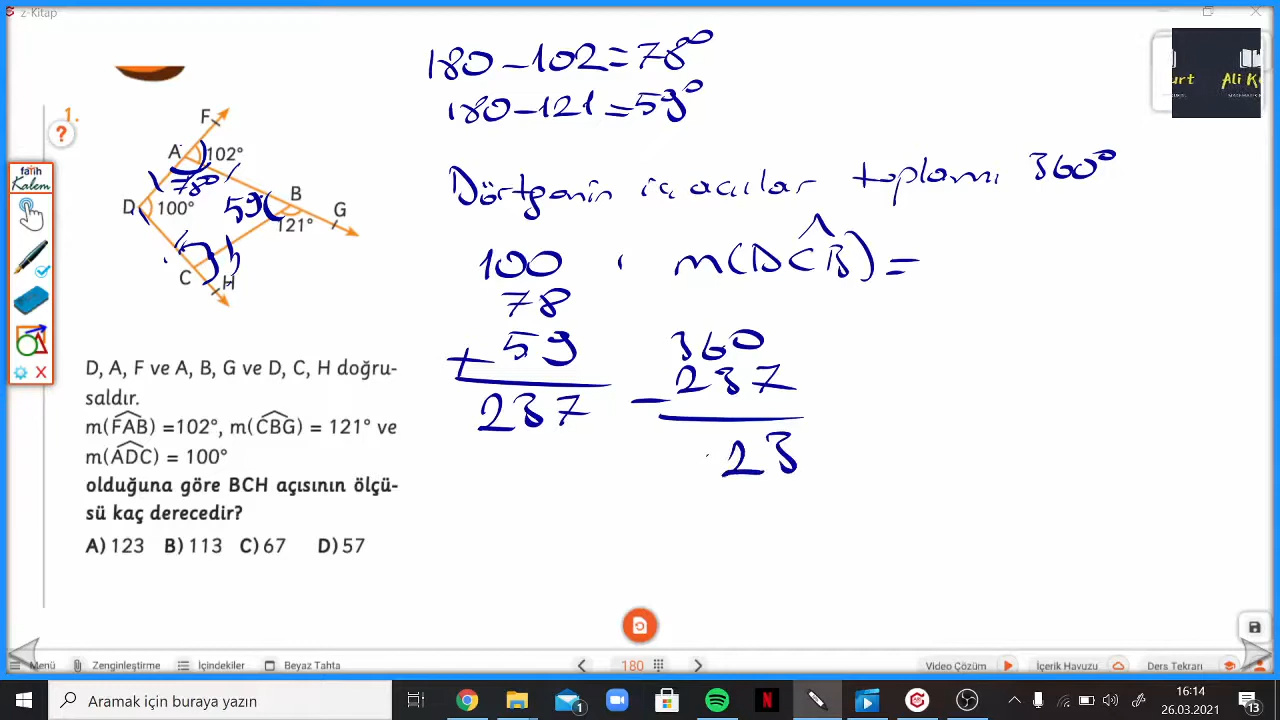 z-Kitap
180-102=78°
180-121=59°
Ali K
1.
?
F
A
102°
78°
Dörtgenin iç açılar toplamı 360°
fatih
Kalem
D
100°
59
B
G
121°
C
H
100
78
+ 59
237
m(DCB) =
360
- 237
23
D, A, F ve A, B, G ve D, C, H doğru-
saldır.
m(FAB) =102°, m(CBG) = 121° ve
m(ADC) = 100°
olduğuna göre BCH açısının ölçü-
sü kaç derecedir?
A) 123 B) 113 C) 67 D) 57
Menü Zenginleştirme İçindekiler Beyaz Tahta 180 Video Çözüm İçerik Havuzu Ders Tekrarı
Aramak için buraya yazın
1
16:14
26.03.2021
13